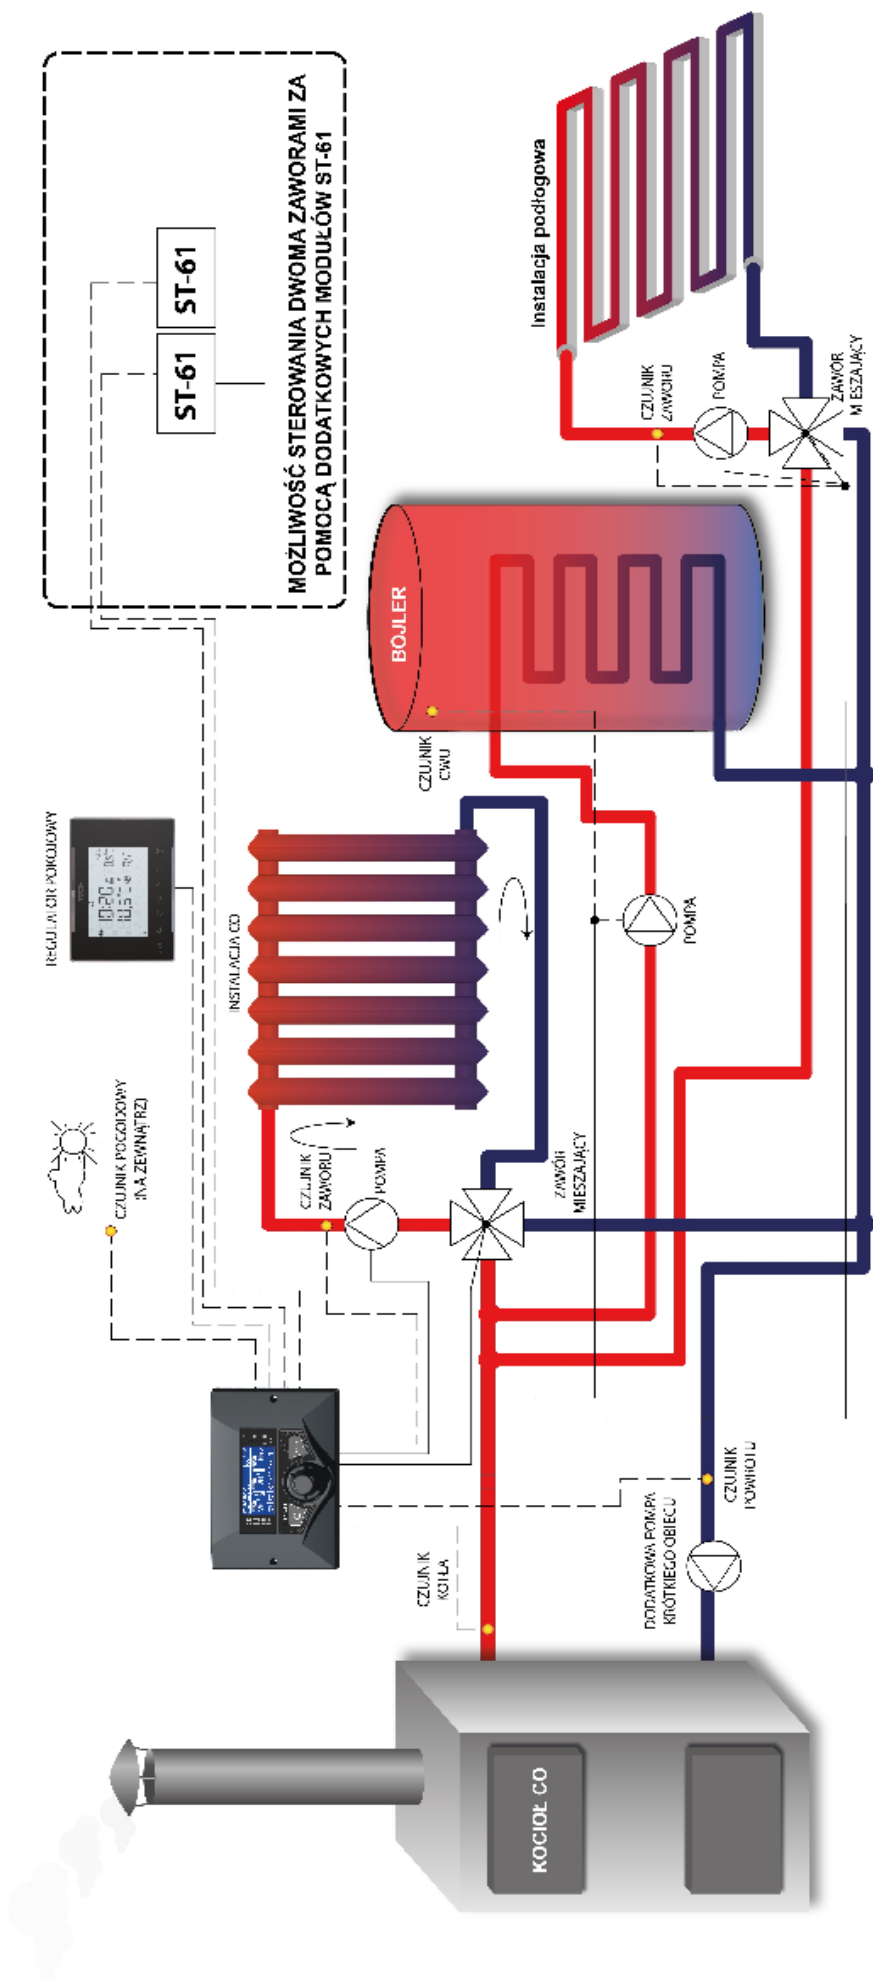 MOŻLIWOŚĆ STEROWANIA DWOMA ZAWORAMI ZA
POMOCĄ DODATKOWYCH MODUŁÓW ST-61
ST-61
ST-61
REGULATOR POKOJOWY
10:20
CZUJNIK POGODOWY
(NA ZEWNĄTRZ)
INSTALACJA CO
CZUJNIK
ZAWORU
POMPA
ZAWÓR
MIESZAJĄCY
BOJLER
CZUJNIK
CWU
POMPA
Instalacja podłogowa
CZUJNIK
ZAWORU
POMPA
ZAWÓR
MIESZAJĄCY
CZUJNIK
KOTŁA
CZUJNIK
POWROTU
DODATKOWA POMPA
KRÓTKIEGO OBIEGU
KOCIOŁ CO